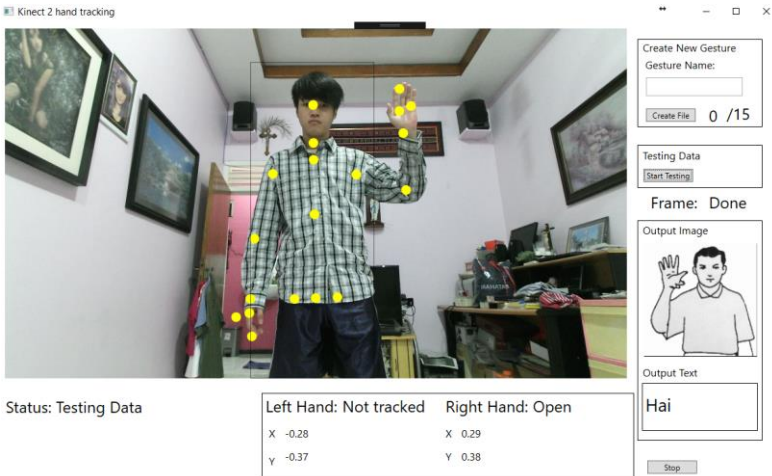 Kinect 2 hand tracking
Create New Gesture
Gesture Name:
Create File 0 /15
Testing Data
Start Testing
Frame: Done
Output Image
Output Text
Hai
Stop
Status: Testing Data
Left Hand: Not tracked Right Hand: Open
X -0.28 X 0.29
Y -0.37 Y 0.38